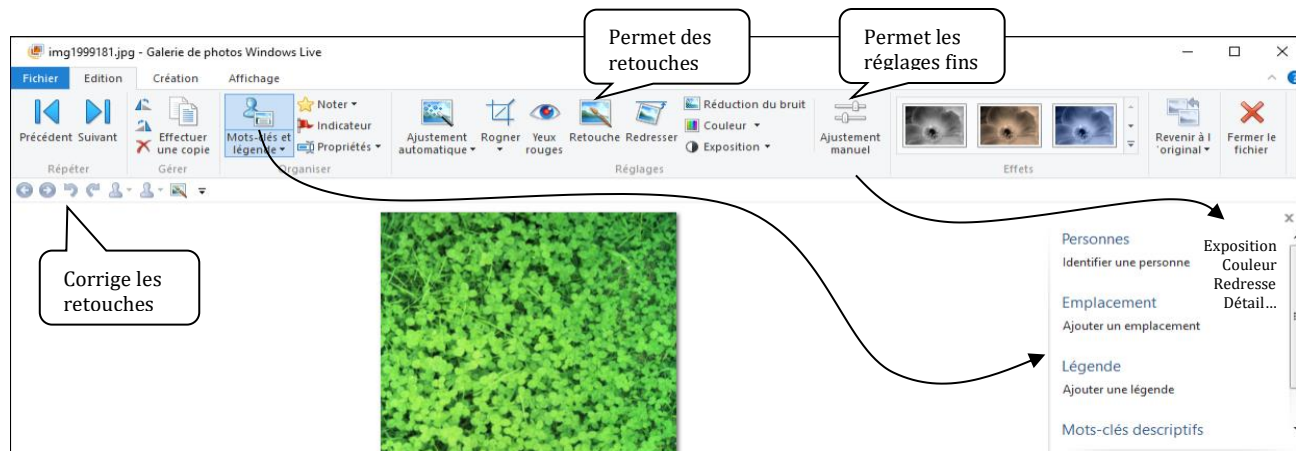 Permet des
retouches
Permet les
réglages fins
img1999181.jpg - Galerie de photos Windows Live
Fichier Edition Création Affichage
Précédent Suivant
Répéter
Effectuer
une copie
Gérer
Mots-clés et
légende
Noter
Indicateur
Propriétés
Organiser
Ajustement
automatique
Rogner
Yeux
rouges
Retouche
Redresser
Réduction du bruit
Couleur
Exposition
Ajustement
manuel
Réglages
Effets
Revenir à l
'original
Fermer le
fichier
Corrige les
retouches
Personnes
Identifier une personne
Emplacement
Ajouter un emplacement
Légende
Ajouter une légende
Mots-clés descriptifs
Exposition
Couleur
Redresse
Détail...